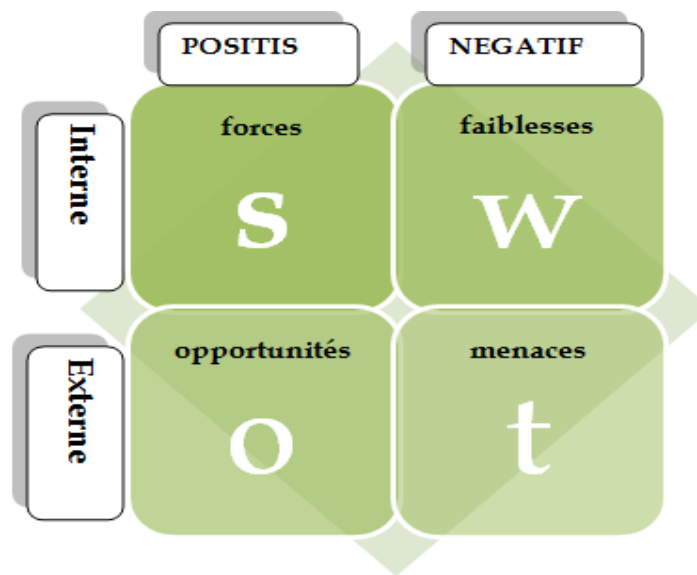 POSITIS
NEGATIF
Interne
forces
s
faiblesses
w
Externe
opportunités
o
menaces
t